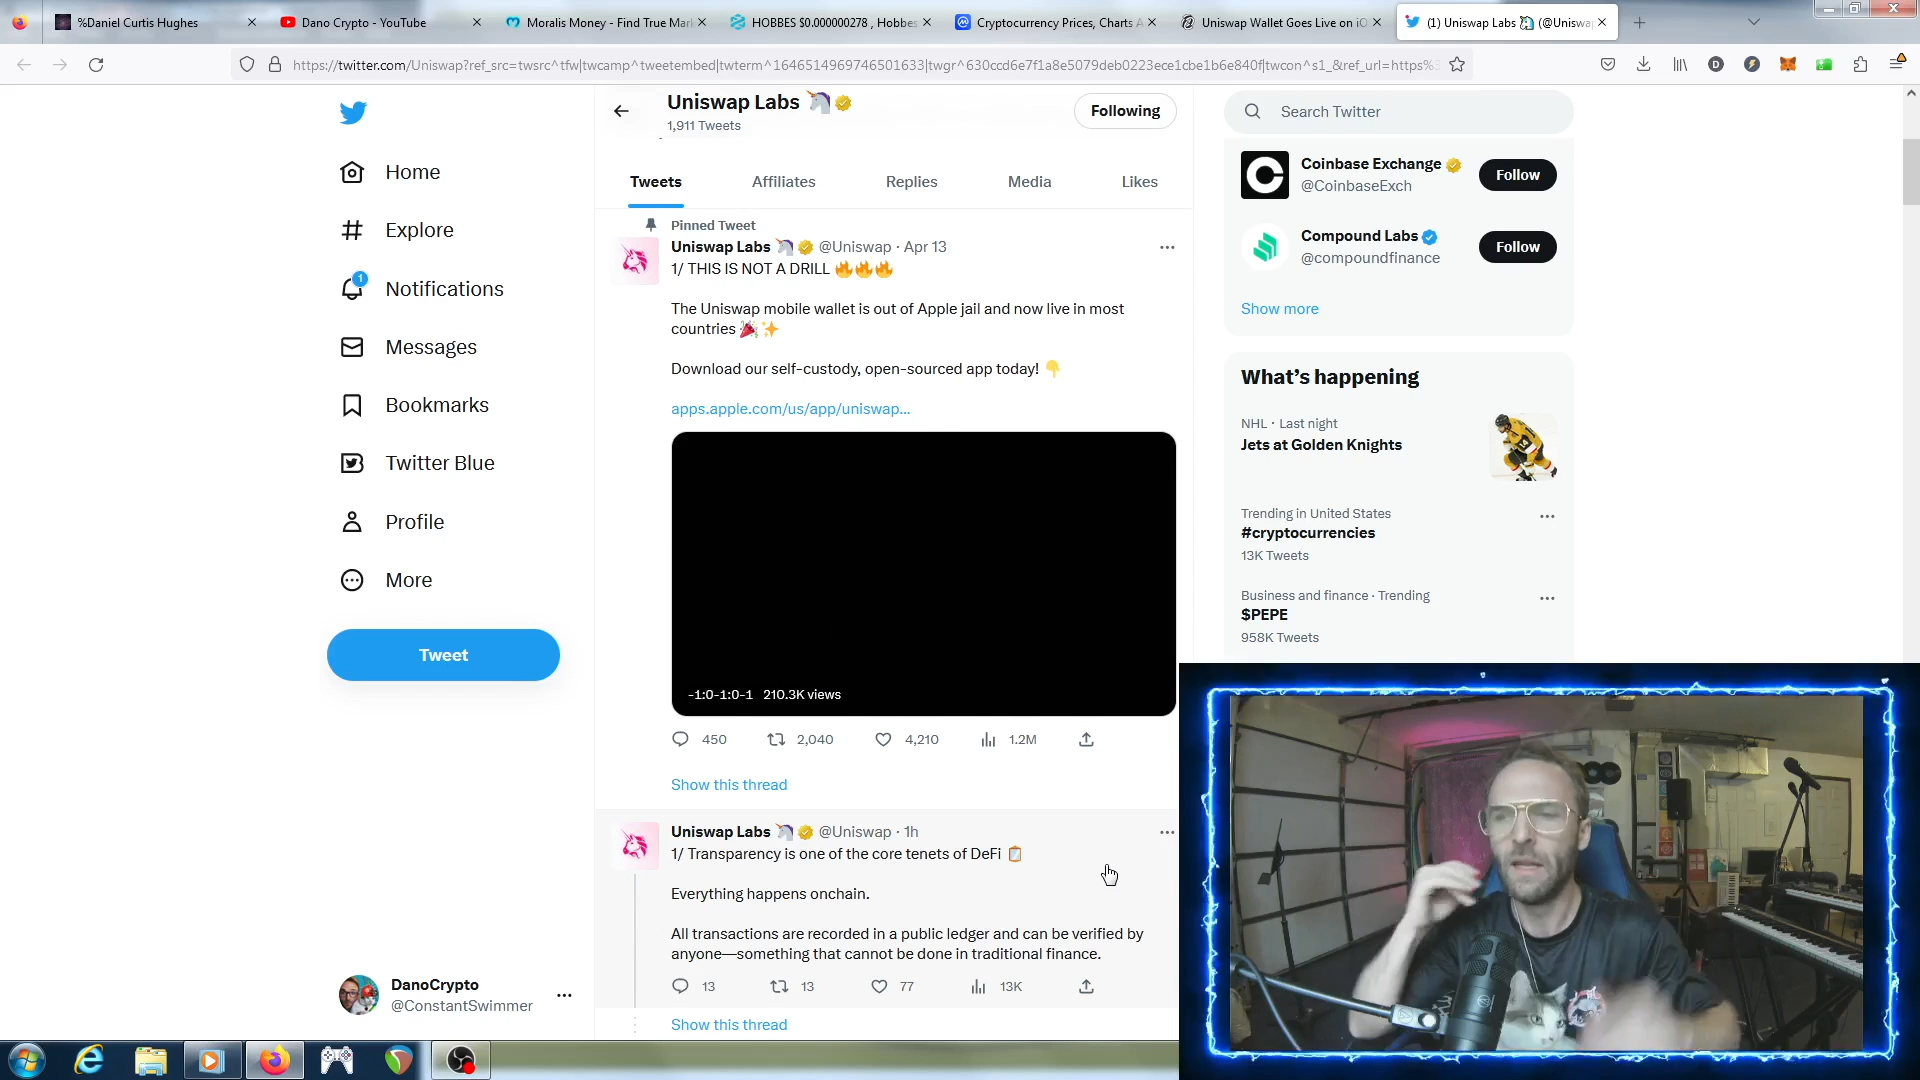 %Daniel Curtis Hughes
Dano Crypto - YouTube
Moralis Money - Find True Mar
HOBBES $0.000000278 , Hobbes
Cryptocurrency Prices, Charts A
Uniswap Wallet Goes Live on iO
(1) Uniswap Labs 🦄 (@Uniswap
https://twitter.com/Uniswap?ref_src=twsrc^tfw|twcamp^tweetembed|twterm^1646514969746501633|twgr^630ccd6e7f1a8e5079deb0223ece1cbe1b6e840f|twcon^s1_&ref_url=https%3
Home
Explore
1
Notifications
Messages
Bookmarks
Twitter Blue
Profile
More
Tweet
DanoCrypto
@ConstantSwimmer
Uniswap Labs 🦄
1,911 Tweets
Following
Tweets
Affiliates
Replies
Media
Likes
Pinned Tweet
Uniswap Labs 🦄 @Uniswap · Apr 13
1/ THIS IS NOT A DRILL 🔥🔥🔥
The Uniswap mobile wallet is out of Apple jail and now live in most
countries 🎉✨
Download our self-custody, open-sourced app today! 👇
apps.apple.com/us/app/uniswap...
-1:0-1:0-1 210.3K views
450 2,040 4,210 1.2M
Show this thread
Uniswap Labs 🦄 @Uniswap · 1h
1/ Transparency is one of the core tenets of DeFi 📋
Everything happens onchain.
All transactions are recorded in a public ledger and can be verified by
anyone—something that cannot be done in traditional finance.
13 13 77 13K
Show this thread
Search Twitter
Coinbase Exchange
@CoinbaseExch
Follow
Compound Labs
@compoundfinance
Follow
Show more
What's happening
NHL · Last night
Jets at Golden Knights
Trending in United States
#cryptocurrencies
13K Tweets
Business and finance · Trending
$PEPE
958K Tweets